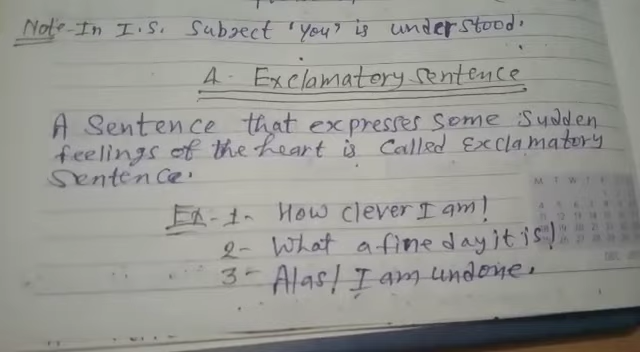 Note-In I.S. Subject 'you' is understood.
4. Exclamatory Sentence
A Sentence that expresses some sudden
feelings of the heart is called Exclamatory
Sentence.
Ex-1- How clever I am!
2- What a fine day it is!
3- Alas! I am undone.
M T W T F